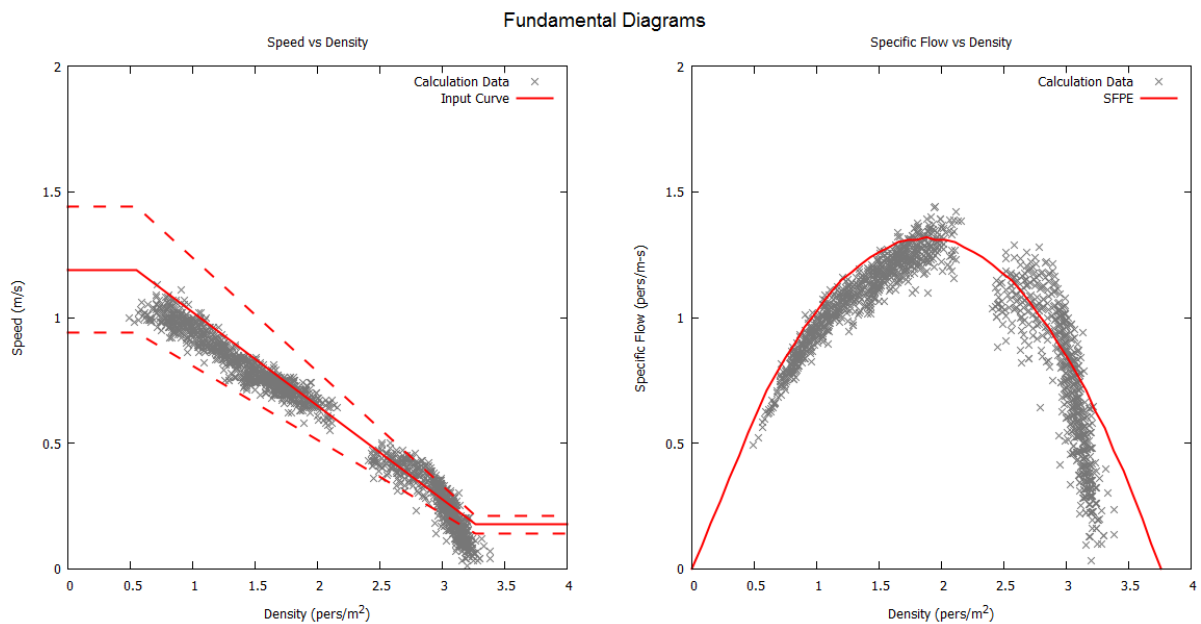 Fundamental Diagrams
Speed vs Density
Calculation Data
Input Curve
2
1.5
1
0.5
0
Speed (m/s)
0 0.5 1 1.5 2 2.5 3 3.5 4
Density (pers/m²)
Specific Flow vs Density
Calculation Data
SFPE
2
1.5
1
0.5
0
Specific Flow (pers/m-s)
0 0.5 1 1.5 2 2.5 3 3.5 4
Density (pers/m²)